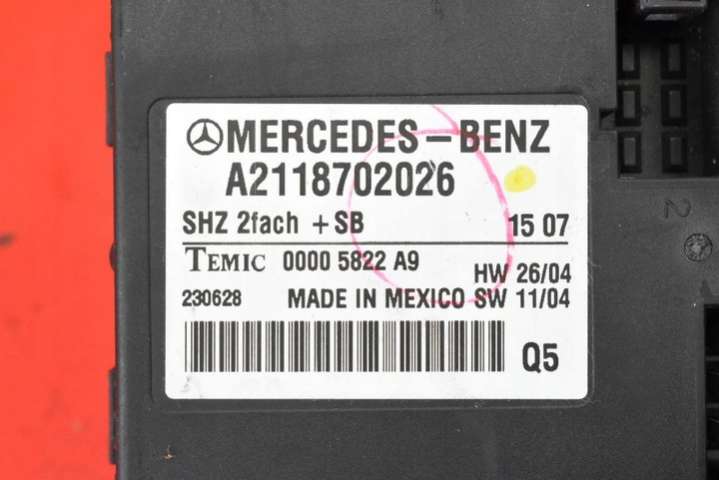 MERCEDES-BENZ
A2118702026
SHZ 2fach +SB 15 07
TEMIC 0000 5822 A9 HW 26/04
230628 MADE IN MEXICO SW 11/04
Q5
2